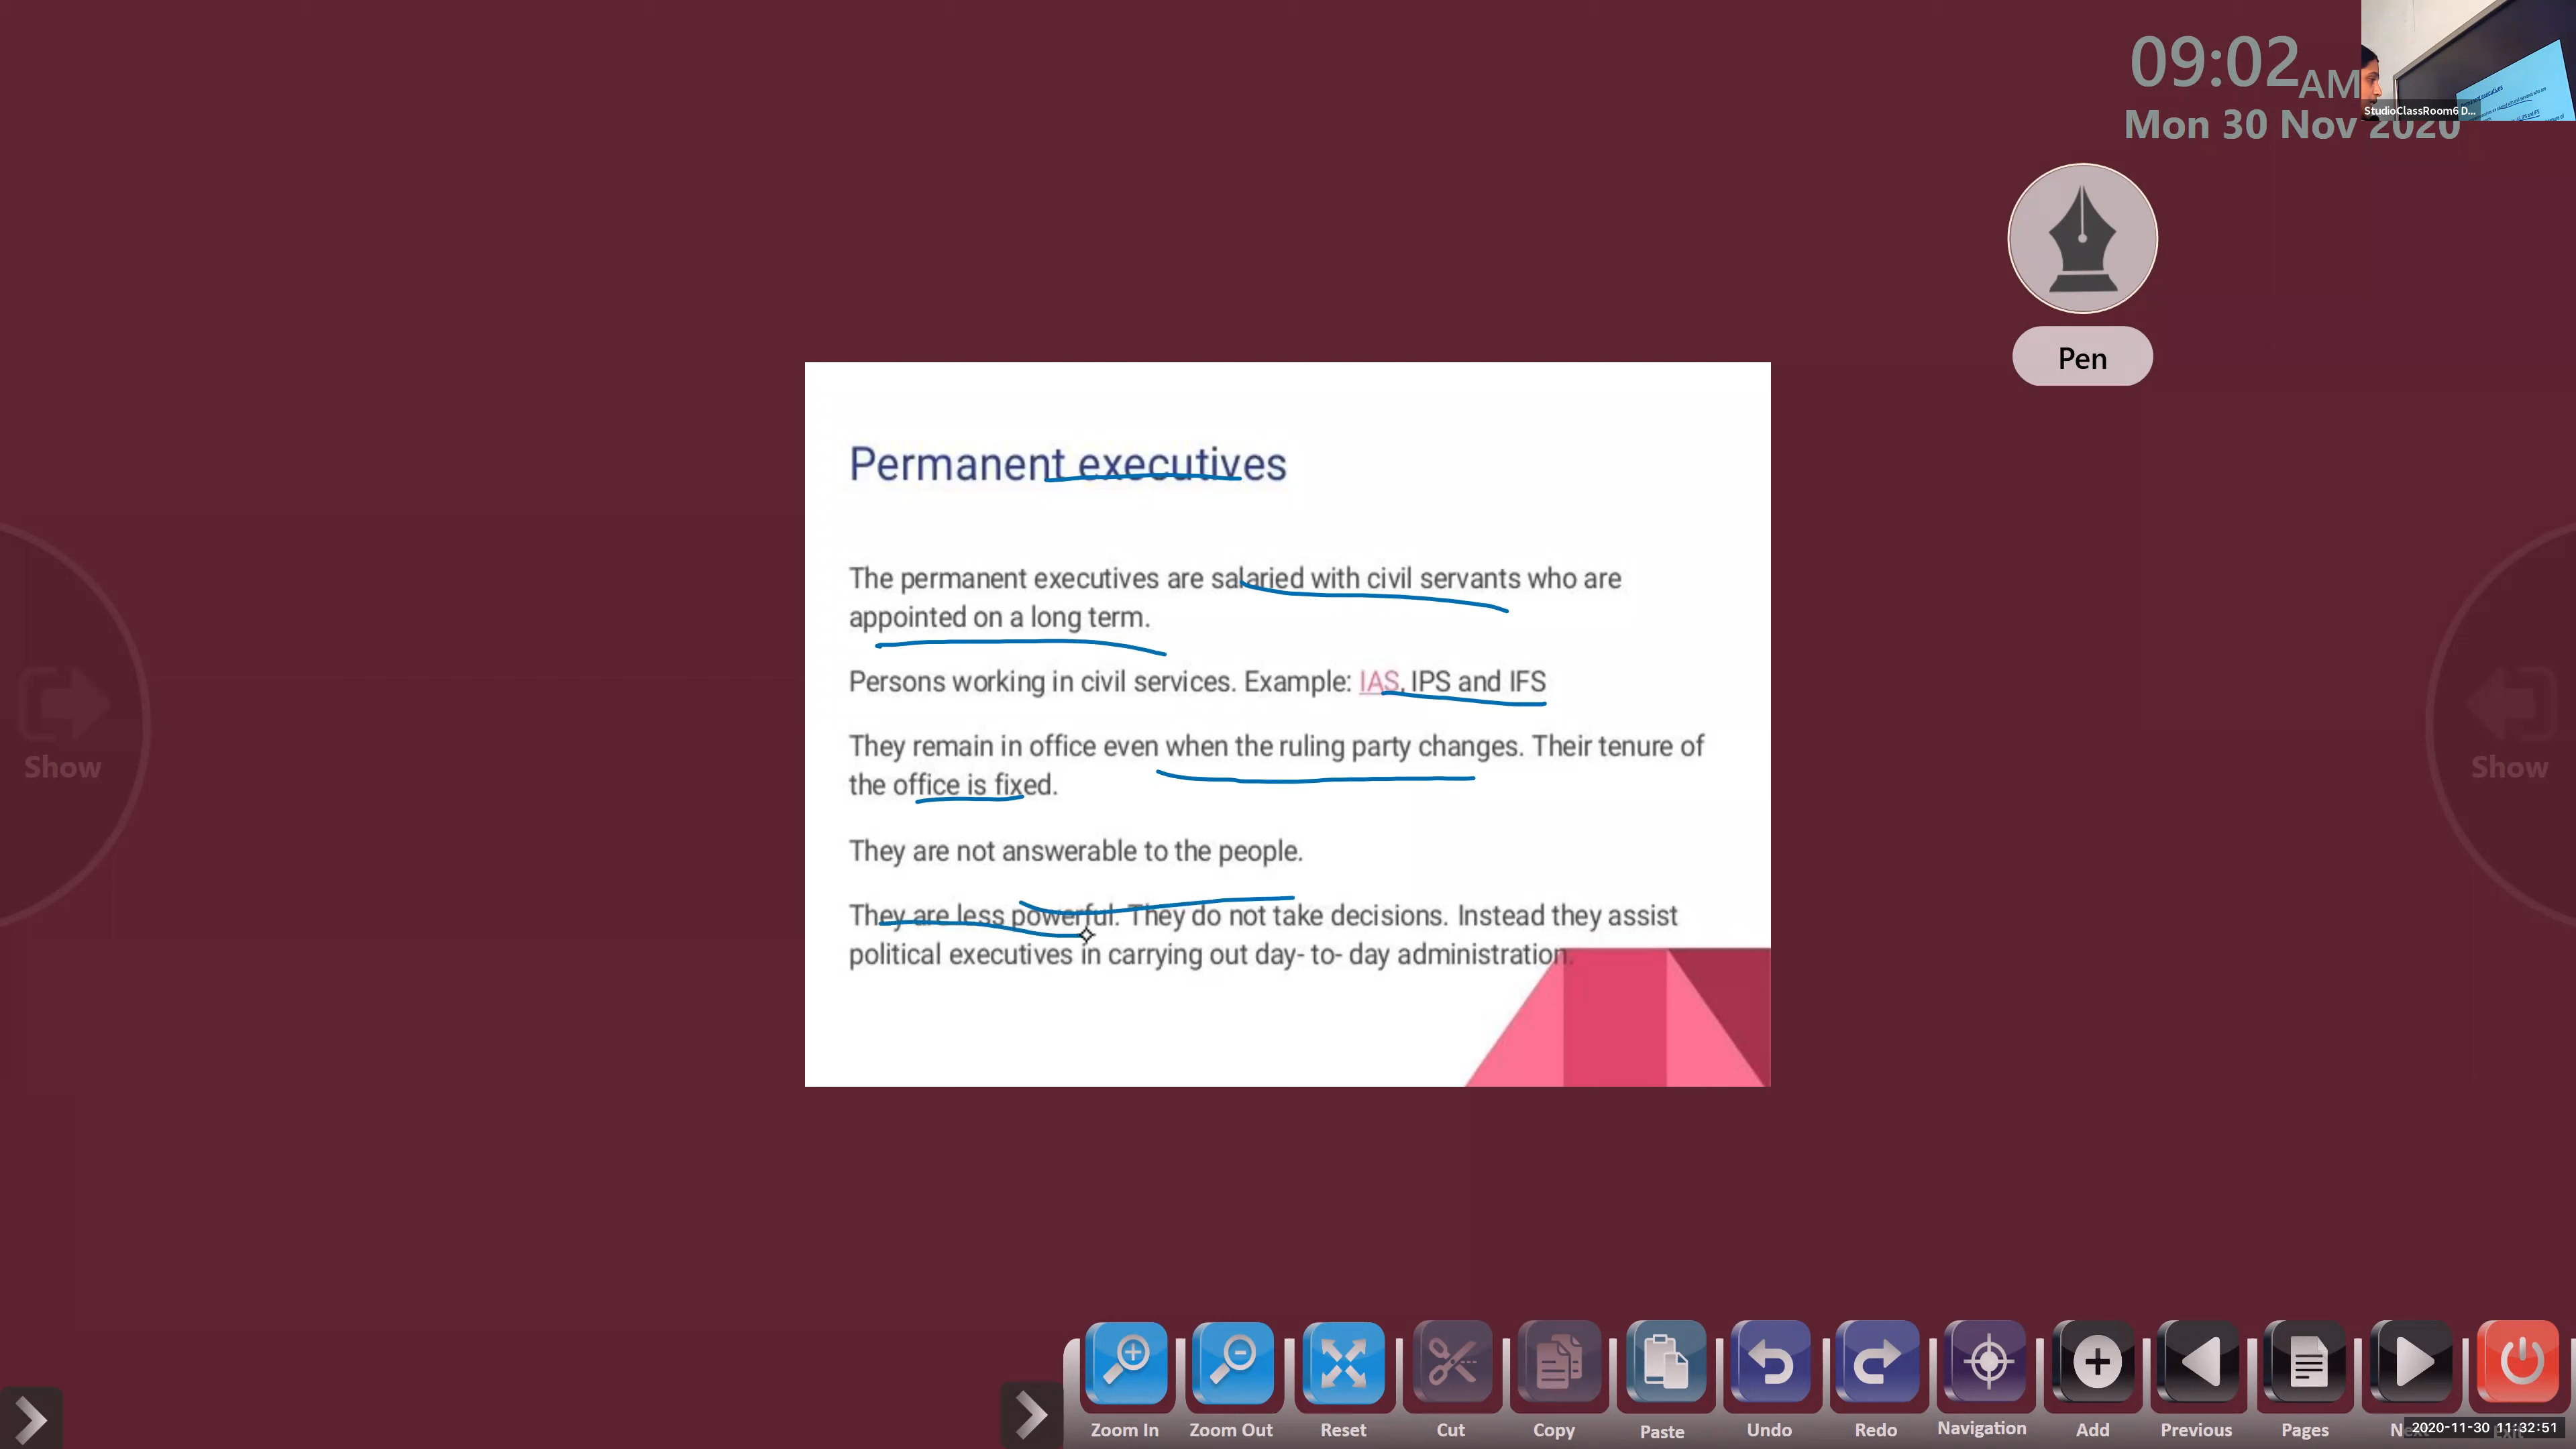 09:02 AM
StudioClassRoom6 D...
Mon 30 Nov 2020
Pen
Permanent executives
The permanent executives are salaried with civil servants who are
appointed on a long term.
Persons working in civil services. Example: IAS, IPS and IFS
They remain in office even when the ruling party changes. Their tenure of
the office is fixed.
They are not answerable to the people.
They are less powerful. They do not take decisions. Instead they assist
political executives in carrying out day- to- day administration.
Show
Show
Zoom In Zoom Out Reset Cut Copy Paste Undo Redo Navigation Add Previous Pages
2020-11-30 11:32:51